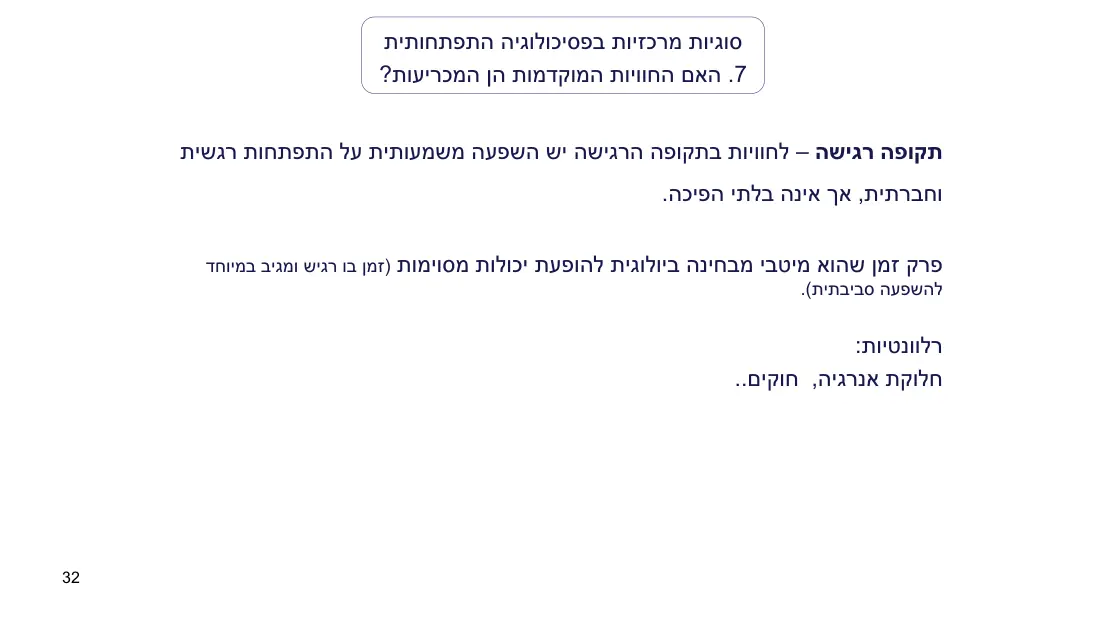 סוגיות מרכזיות בפסיכולוגיה התפתחותית
7. האם החוויות המוקדמות הן המכריעות?
תקופה רגישה – לחוויות בתקופה הרגישה יש השפעה משמעותית על התפתחות רגשית
וחברתית, אך אינה בלתי הפיכה.
פרק זמן שהוא מיטבי מבחינה ביולוגית להופעת יכולות מסוימות (זמן בו רגיש ומגיב במיוחד
להשפעה סביבתית).
רלוונטיות:
חלוקת אנרגיה,  חוקים..
32